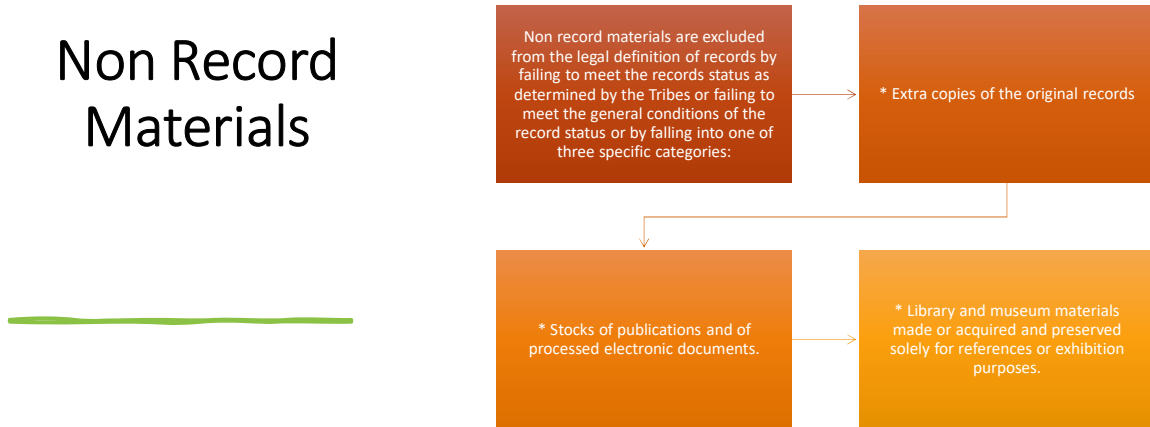 Non Record
Materials
Non record materials are excluded
from the legal definition of records by
failing to meet the records status as
determined by the Tribes or failing to
meet the general conditions of the
record status or by falling into one of
three specific categories:
* Extra copies of the original records
* Stocks of publications and of
processed electronic documents.
* Library and museum materials
made or acquired and preserved
solely for references or exhibition
purposes.